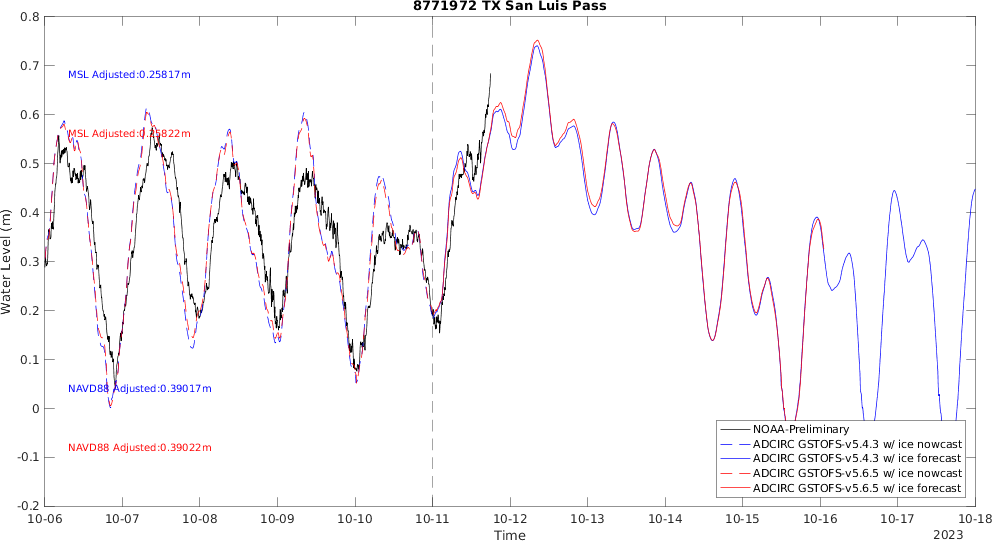 8771972 TX San Luis Pass
0.8
0.7
0.6
0.5
0.4
0.3
0.2
0.1
0
-0.1
-0.2
Water Level (m)
MSL Adjusted:0.25817m
MSL Adjusted:0.25822m
NAVD88 Adjusted:0.39017m
NAVD88 Adjusted:0.39022m
NOAA-Preliminary
ADCIRC GSTOFS-v5.4.3 w/ ice nowcast
ADCIRC GSTOFS-v5.4.3 w/ ice forecast
ADCIRC GSTOFS-v5.6.5 w/ ice nowcast
ADCIRC GSTOFS-v5.6.5 w/ ice forecast
10-06 10-07 10-08 10-09 10-10 10-11 10-12 10-13 10-14 10-15 10-16 10-17 10-18
Time
2023